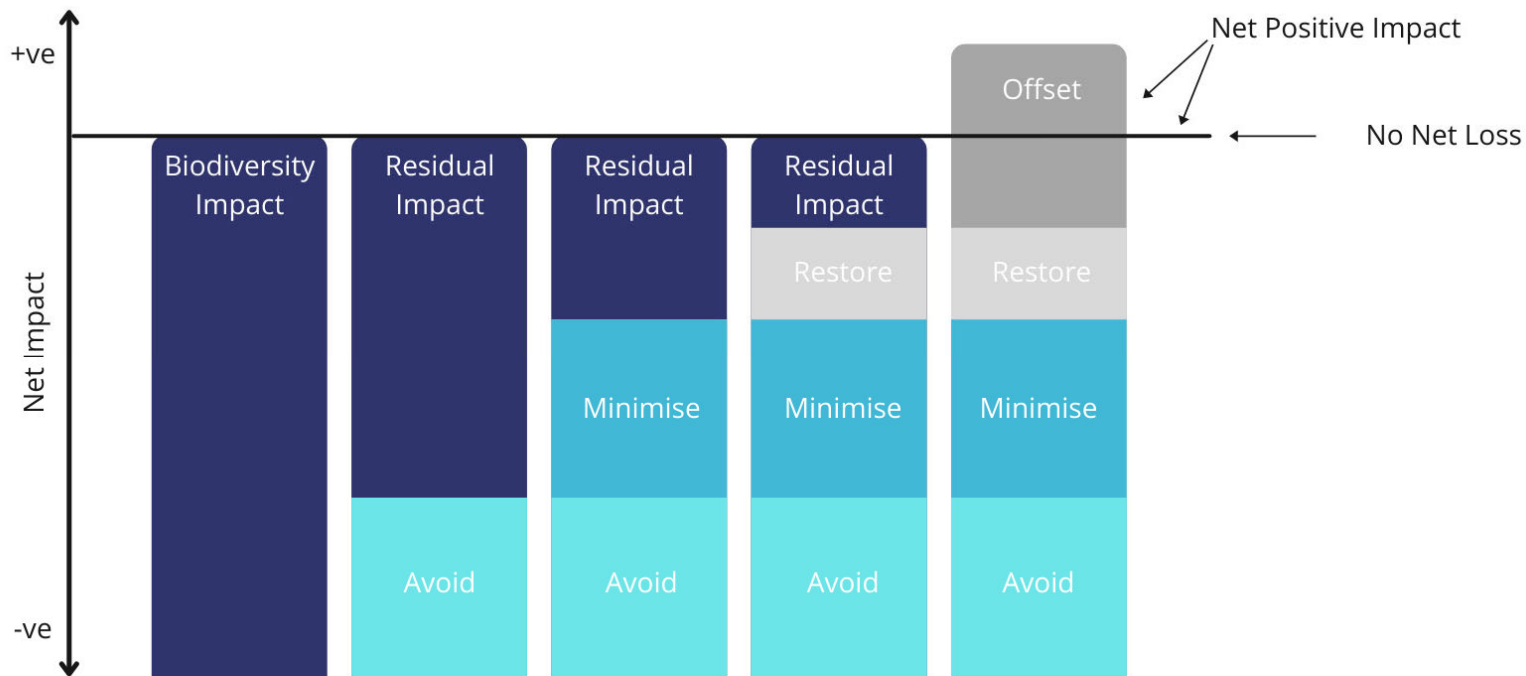 +ve
Net Positive Impact
Offset
No Net Loss
Biodiversity
Impact
Residual
Impact
Residual
Impact
Residual
Impact
Restore
Restore
Net Impact
Minimise
Minimise
Minimise
Avoid
Avoid
Avoid
Avoid
-ve